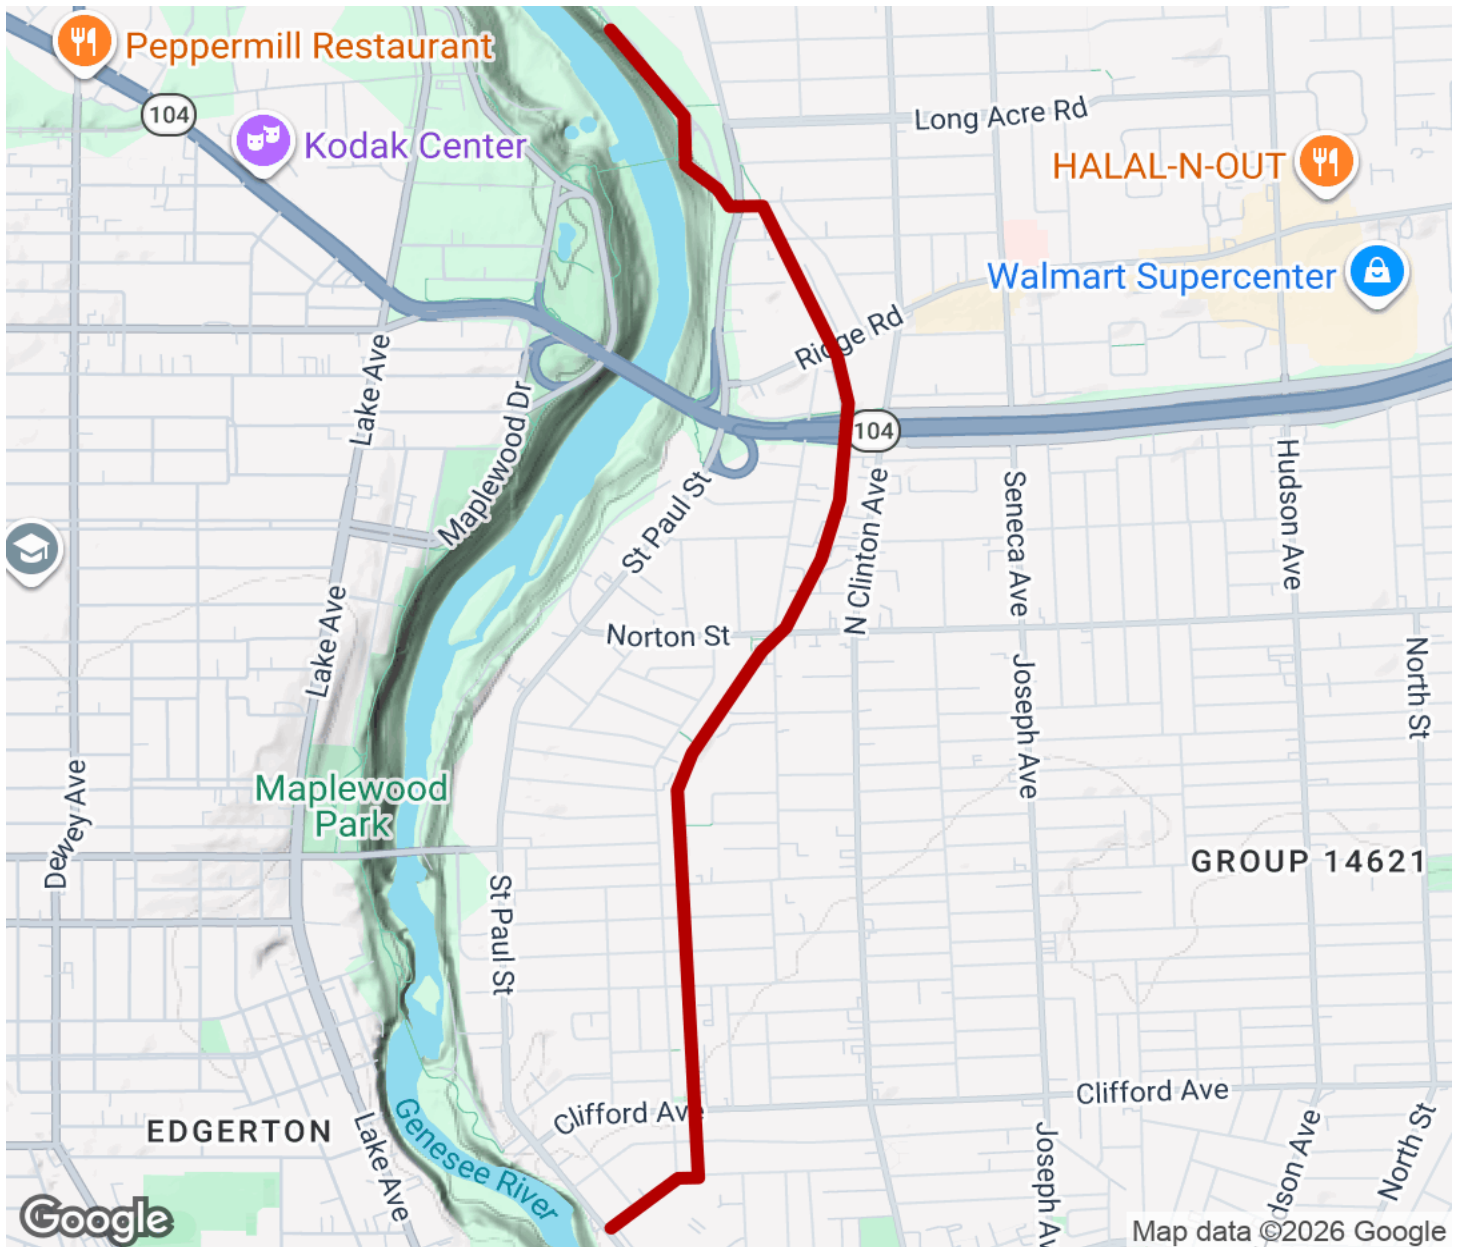 Peppermill Restaurant
104
Kodak Center
Long Acre Rd
HALAL-N-OUT
Walmart Supercenter
Ridge Rd
Lake Ave
Maplewood Dr
104
St Paul St
N Clinton Ave
Seneca Ave
Hudson Ave
Lake Ave
Norton St
Joseph Ave
North St
Dewey Ave
Maplewood
Park
GROUP 14621
St Paul St
Clifford Ave
Clifford Ave
EDGERTON
Genesee River
Lake Ave
Joseph Av
dson Ave
North St
Google
Map data ©2026 Google